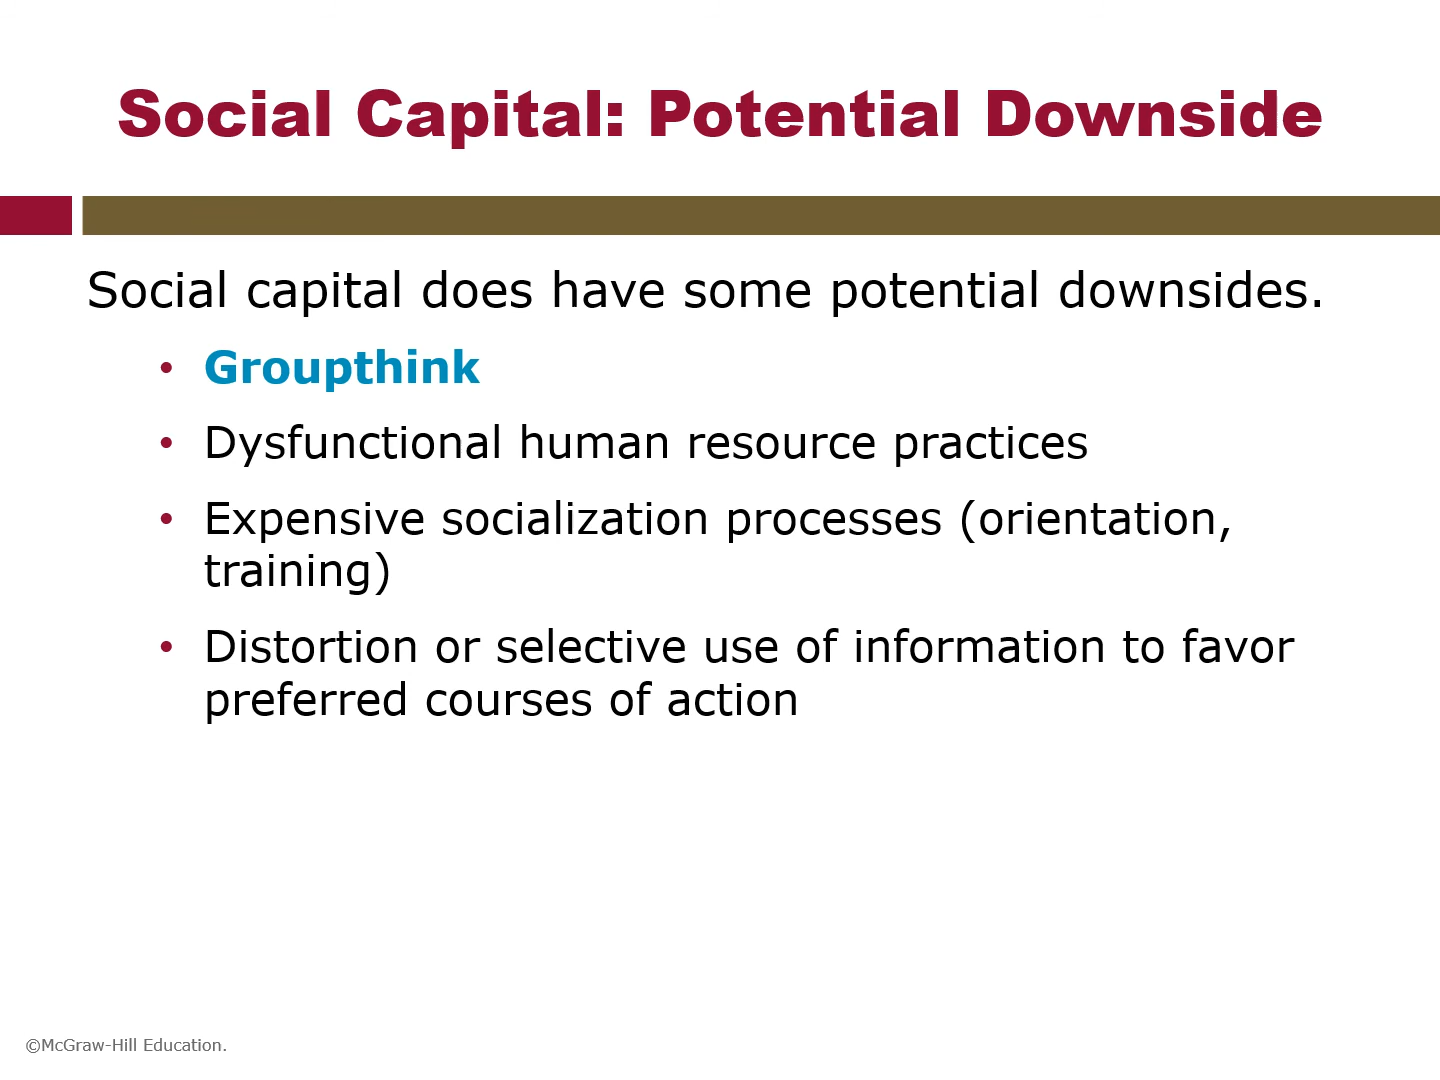 Social Capital: Potential Downside
Social capital does have some potential downsides.
• Groupthink
• Dysfunctional human resource practices
• Expensive socialization processes (orientation,
training)
• Distortion or selective use of information to favor
preferred courses of action
©McGraw-Hill Education.